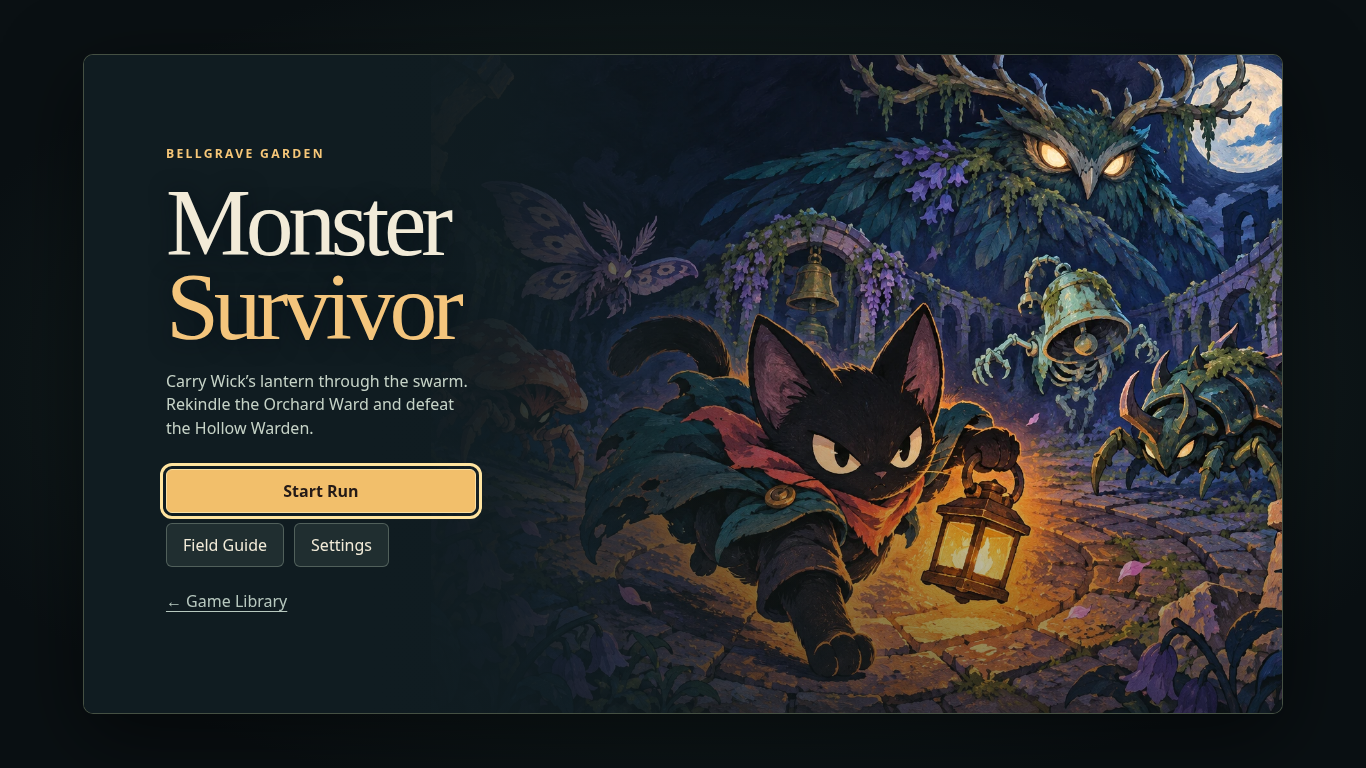 BELLGRAVE GARDEN
Monster
Survivor
Carry Wick’s lantern through the swarm.
Rekindle the Orchard Ward and defeat
the Hollow Warden.
Start Run
Field Guide
Settings
← Game Library